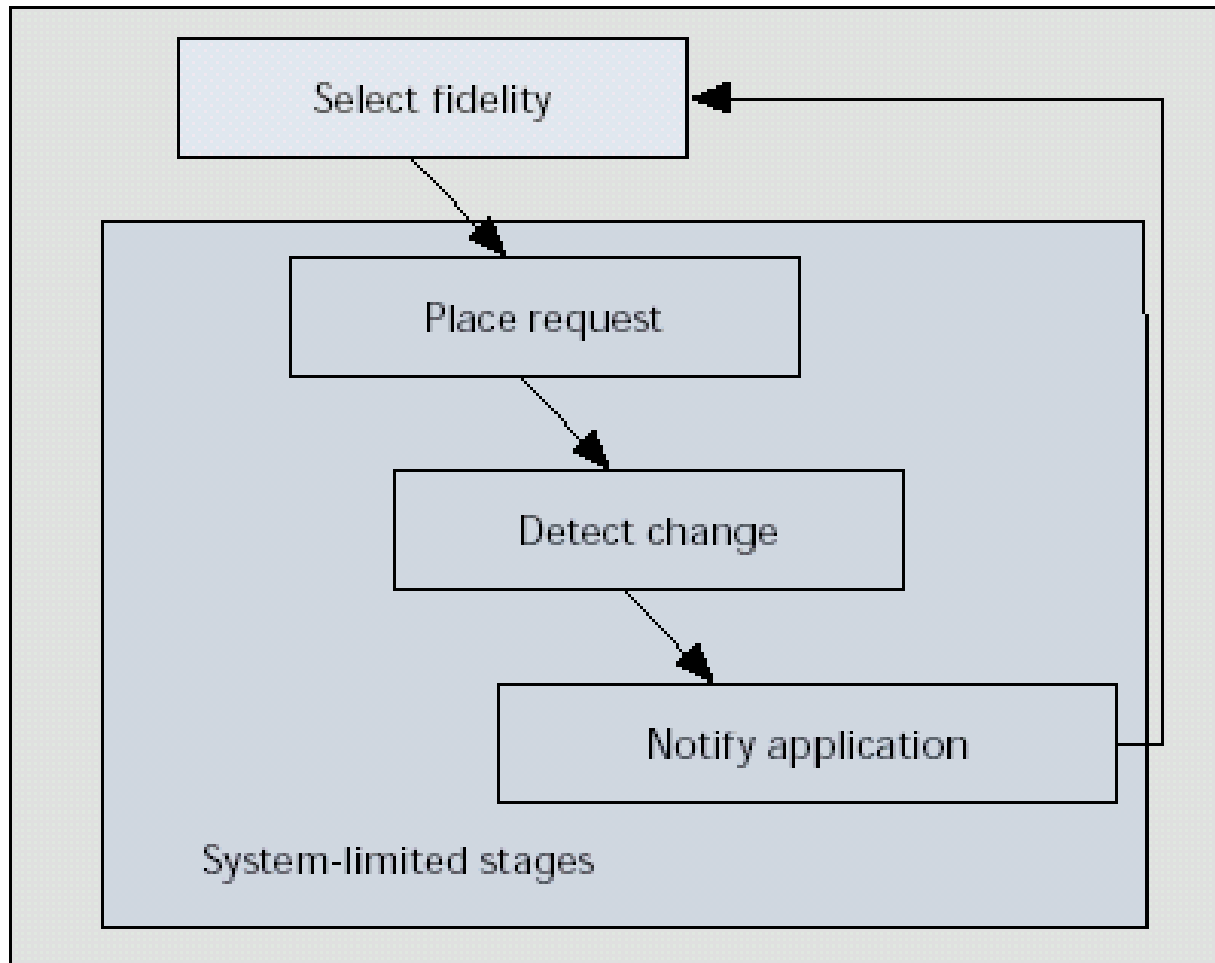 Select fidelity
Place request
Detect change
Notify application
System-limited stages